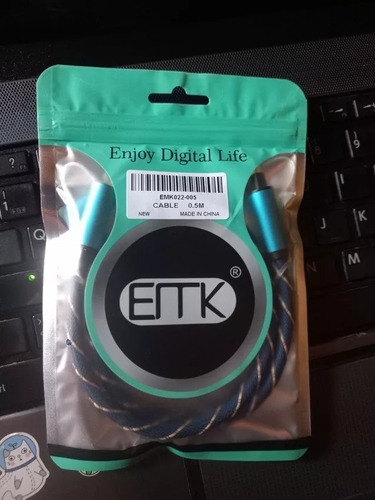 Enjoy Digital Life
EMK022-005
CABLE 0.5M
NEW MADE IN CHINA
EMK®